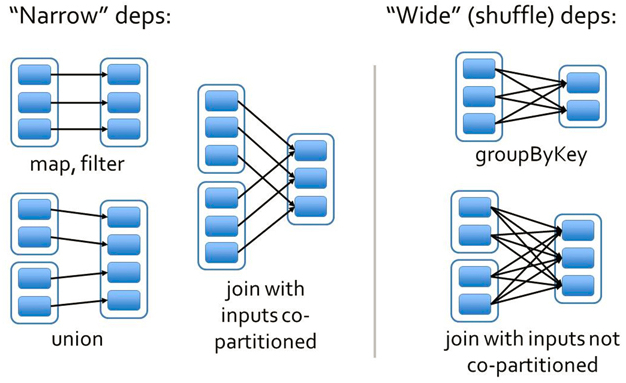 “Narrow” deps:
“Wide” (shuffle) deps:
map, filter
union
join with
inputs co-
partitioned
groupByKey
join with inputs not
co-partitioned